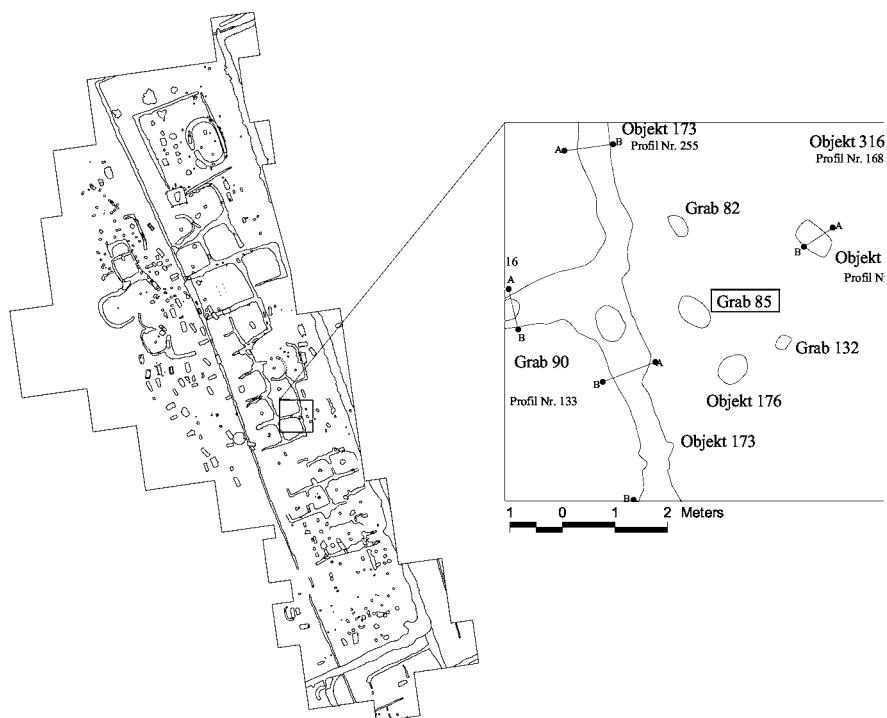 Objekt 173
Profil Nr. 255
A
B
Objekt 316
Profil Nr. 168
Grab 82
A
B
Objekt
Profil N
16
A
B
Grab 85
Grab 90
Grab 132
A
B
Profil Nr. 133
Objekt 176
Objekt 173
B
1 0 1 2 Meters